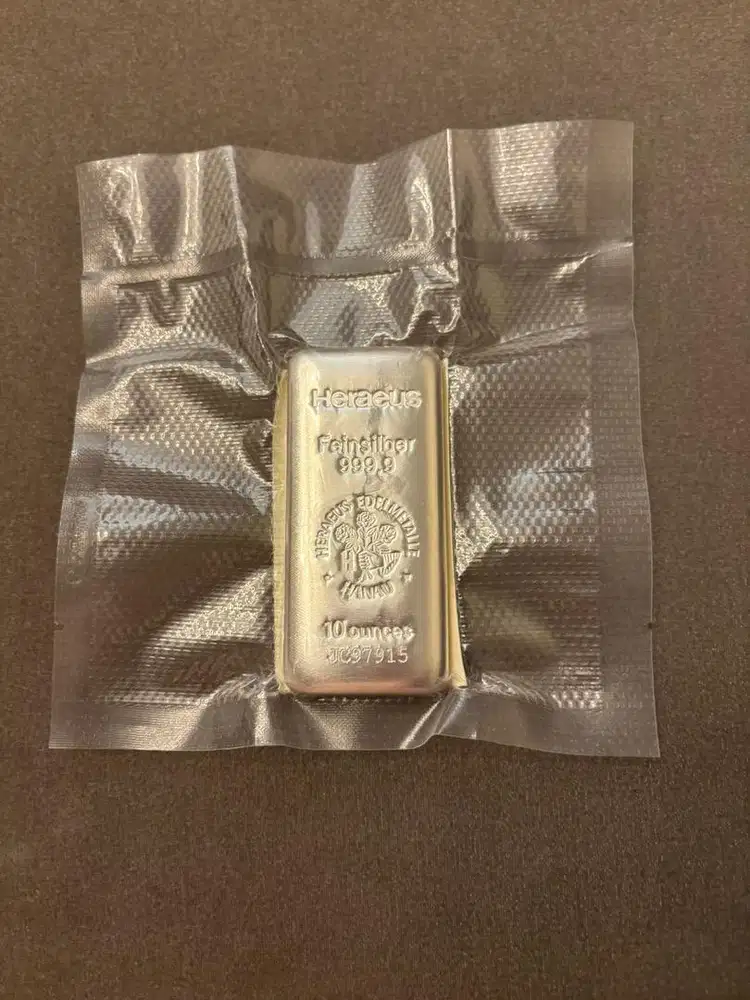 Heraeus
Feinsilber
999,9
HERAEUS EDELMETALLE
H
HANAU
10 ounces
JC97915